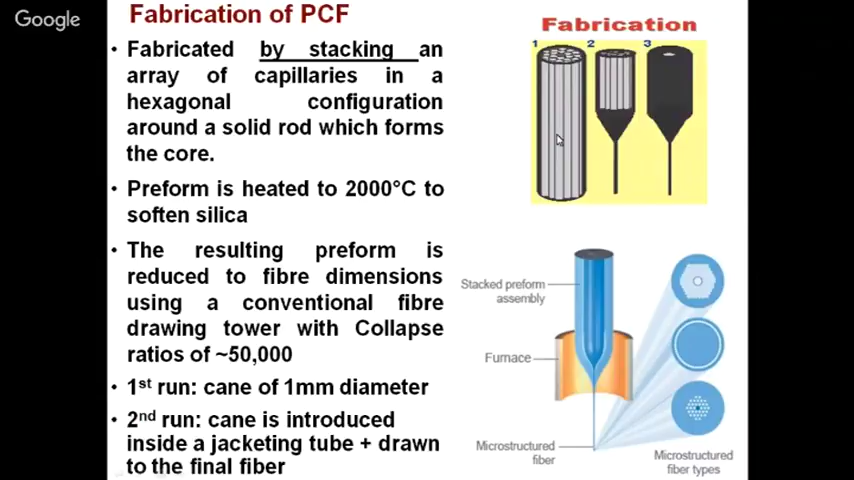 Google
Fabrication of PCF
• Fabricated by stacking an
array of capillaries in a
hexagonal configuration
around a solid rod which forms
the core.
• Preform is heated to 2000°C to
soften silica
• The resulting preform is
reduced to fibre dimensions
using a conventional fibre
drawing tower with Collapse
ratios of ~50,000
• 1st run: cane of 1mm diameter
• 2nd run: cane is introduced
inside a jacketing tube + drawn
to the final fiber
Fabrication
1 2 3
Stacked preform
assembly
Furnace
Microstructured
fiber
Microstructured
fiber types